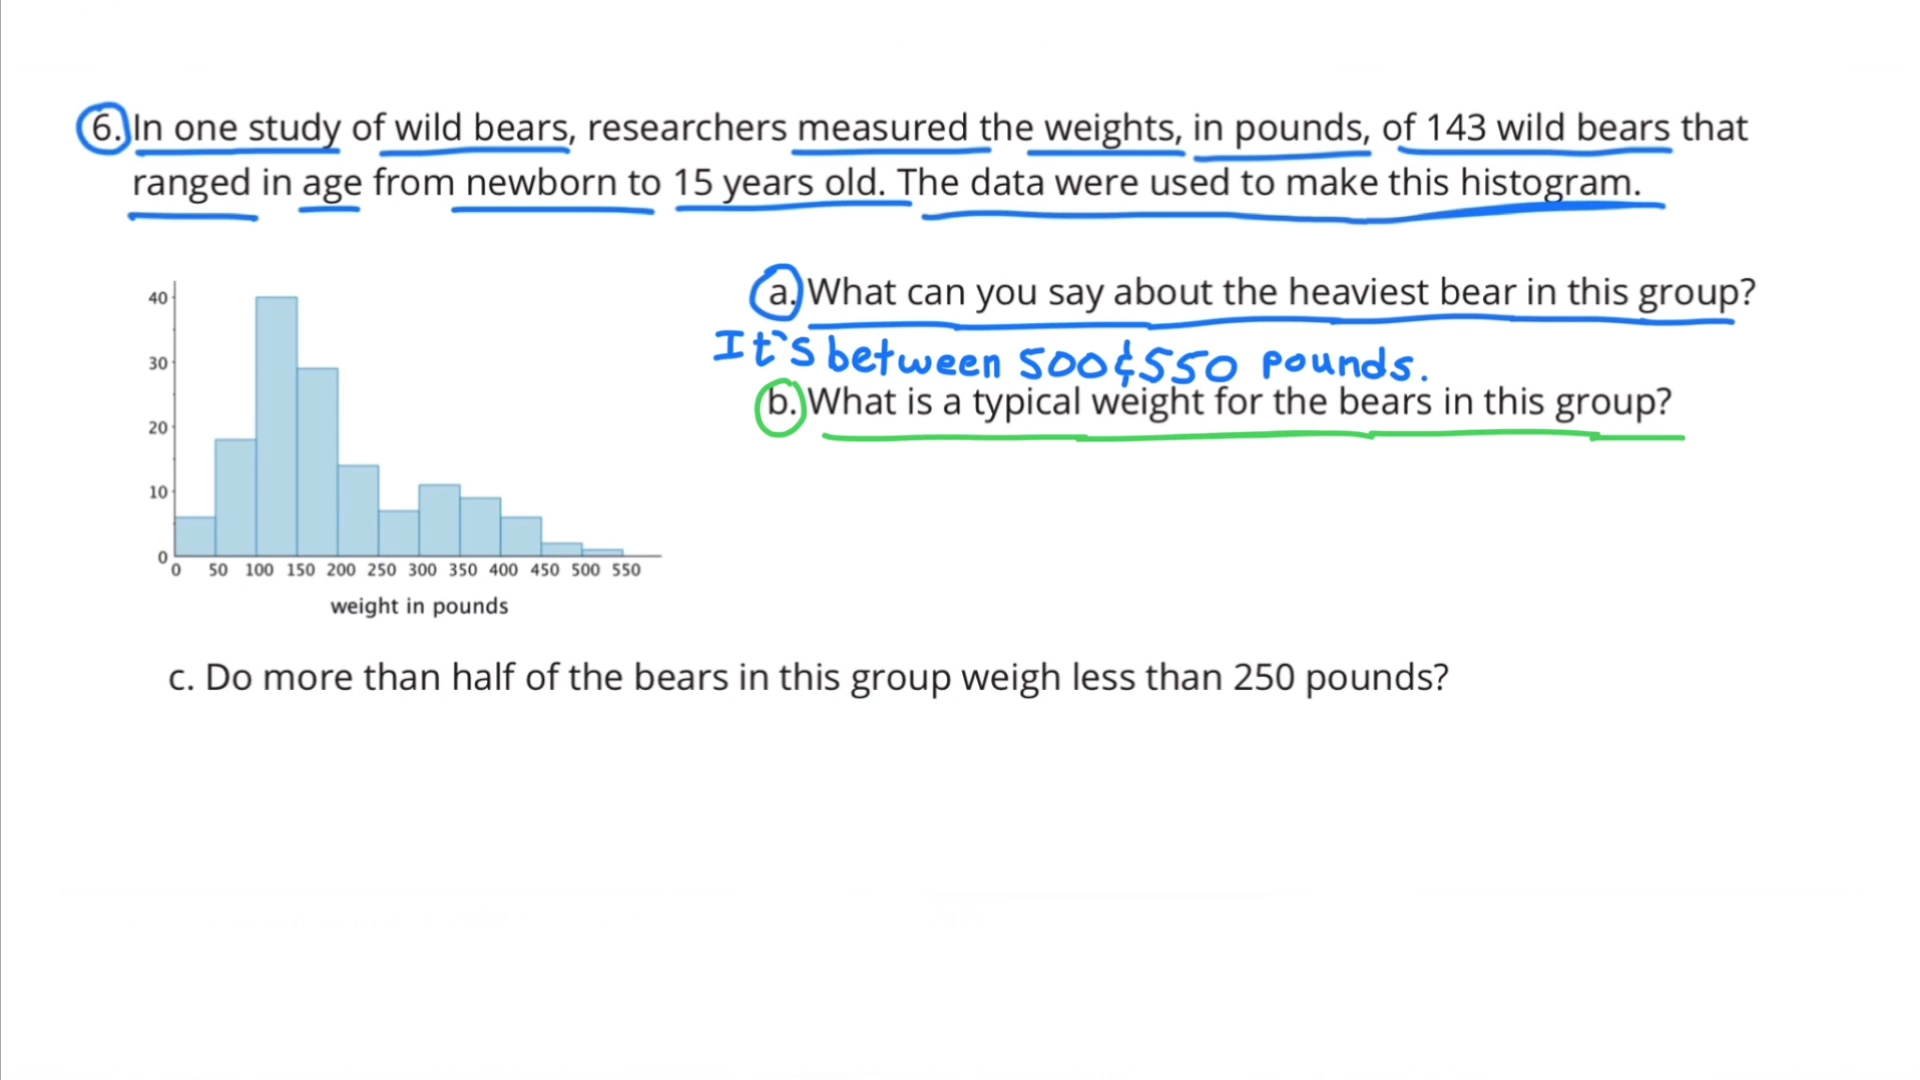 6. In one study of wild bears, researchers measured the weights, in pounds, of 143 wild bears that
ranged in age from newborn to 15 years old. The data were used to make this histogram.
a. What can you say about the heaviest bear in this group?
It's between 500 & 550 pounds.
b. What is a typical weight for the bears in this group?
40
30
20
10
0
0 50 100 150 200 250 300 350 400 450 500 550
weight in pounds
c. Do more than half of the bears in this group weigh less than 250 pounds?